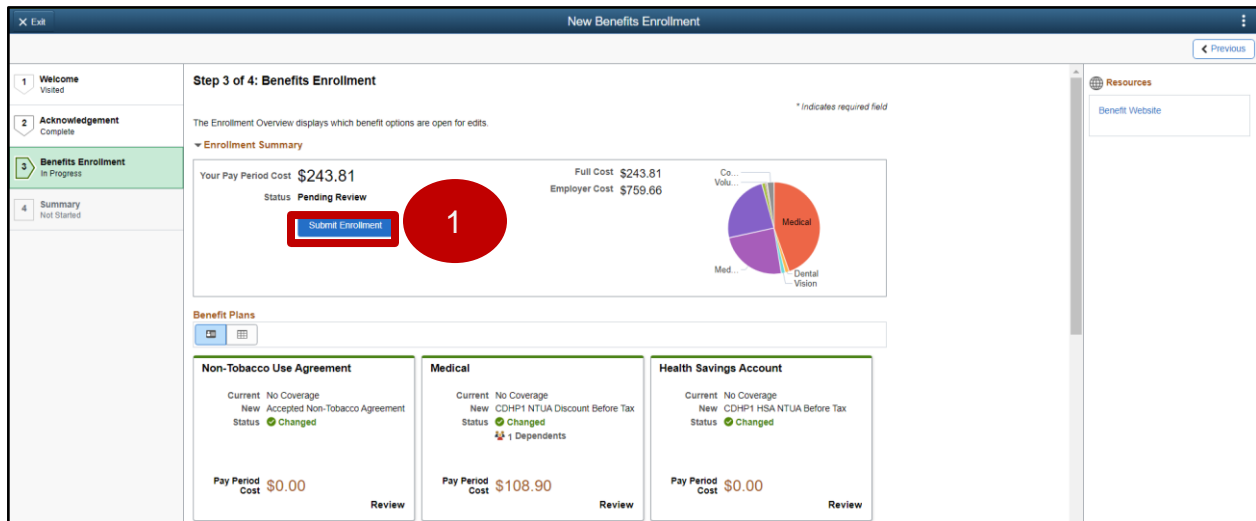 Exit
New Benefits Enrollment
Previous
1 Welcome
Visited
2 Acknowledgement
Complete
3 Benefits Enrollment
In Progress
4 Summary
Not Started
Step 3 of 4: Benefits Enrollment
* Indicates required field
The Enrollment Overview displays which benefit options are open for edits.
Enrollment Summary
Your Pay Period Cost $243.81
Status Pending Review
Submit Enrollment
1
Full Cost $243.81
Employer Cost $759.66
Co...
Volu...
Medical
Med...
Dental
Vision
Benefit Plans
Non-Tobacco Use Agreement
Current No Coverage
New Accepted Non-Tobacco Agreement
Status Changed
Pay Period Cost $0.00
Review
Medical
Current No Coverage
New CDHP1 NTUA Discount Before Tax
Status Changed
1 Dependents
Pay Period Cost $108.90
Review
Health Savings Account
Current No Coverage
New CDHP1 HSA NTUA Before Tax
Status Changed
Pay Period Cost $0.00
Review
Resources
Benefit Website